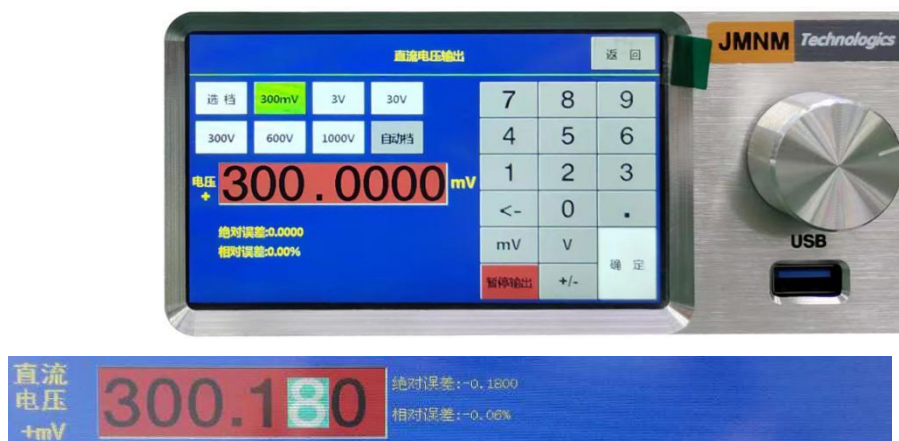 直流电压输出
返 回
JMNM Technologics
选 档
300mV
3V
30V
300V
600V
1000V
自动档
电压
+
300.0000
mV
绝对误差:0.0000
相对误差:0.00%
7
8
9
4
5
6
1
2
3
<-
0
.
mV
V
确 定
暂停输出
+/-
USB
直流
电压
+mV
300.180
绝对误差:-0.1800
相对误差:-0.06%